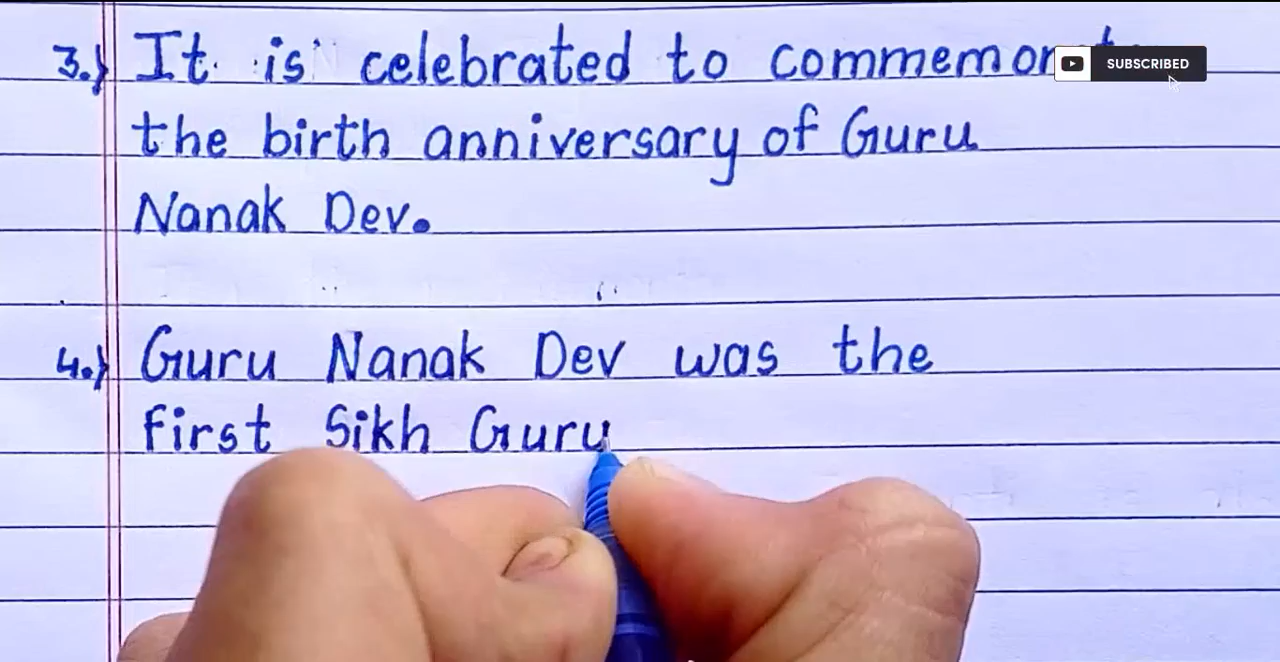 3.) It is celebrated to
SUBSCRIBED
the birth anniversary of Guru
Nanak Dev.
4.) Guru Nanak Dev was the
first Sikh Guru